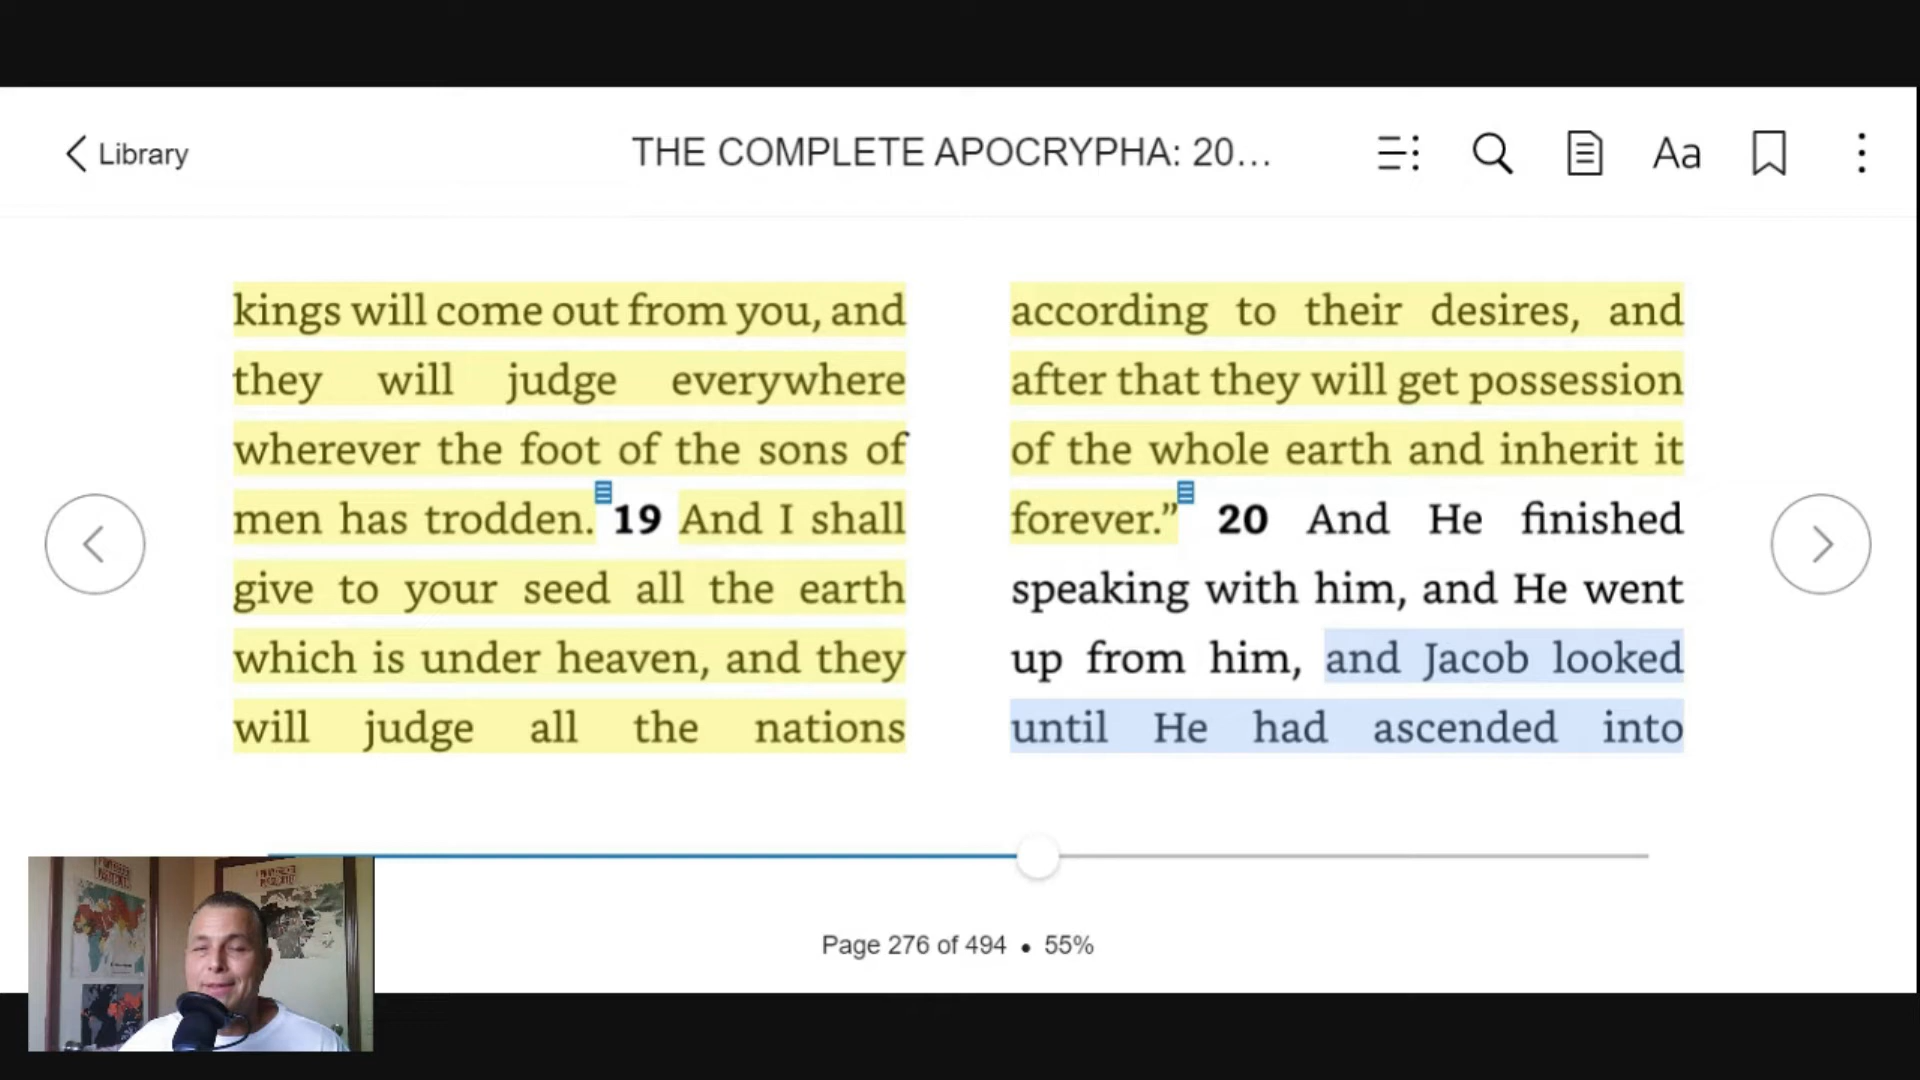 Library
THE COMPLETE APOCRYPHA: 20...
Aa
kings will come out from you, and
they will judge everywhere
wherever the foot of the sons of
men has trodden. 19 And I shall
give to your seed all the earth
which is under heaven, and they
will judge all the nations
according to their desires, and
after that they will get possession
of the whole earth and inherit it
forever.” 20 And He finished
speaking with him, and He went
up from him, and Jacob looked
until He had ascended into
Page 276 of 494 • 55%